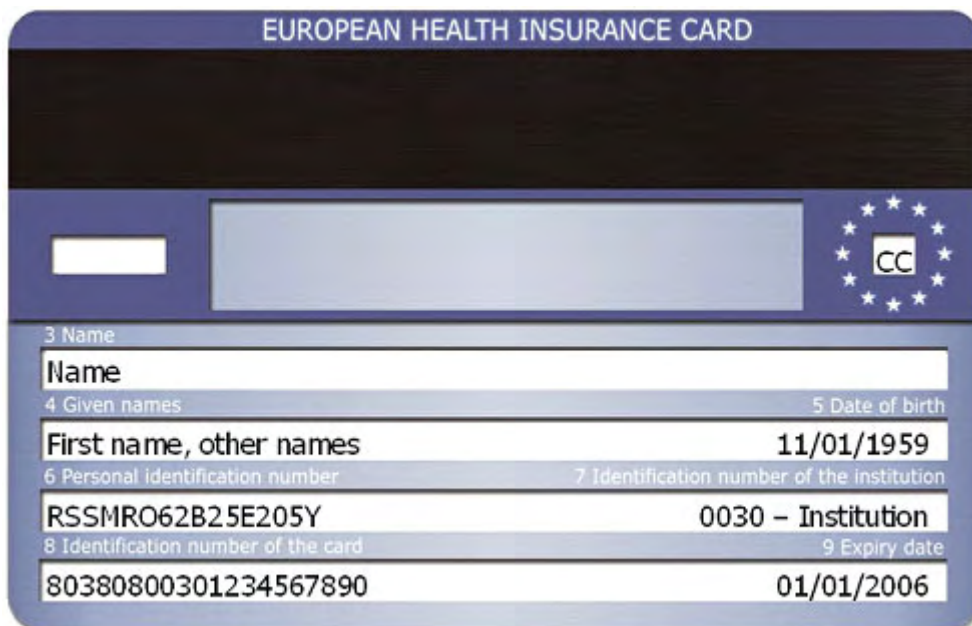 EUROPEAN HEALTH INSURANCE CARD
CC
3 Name
Name
4 Given names 5 Date of birth
First name, other names 11/01/1959
6 Personal identification number 7 Identification number of the institution
RSSMRO62B25E205Y 0030 – Institution
8 Identification number of the card 9 Expiry date
80380800301234567890 01/01/2006